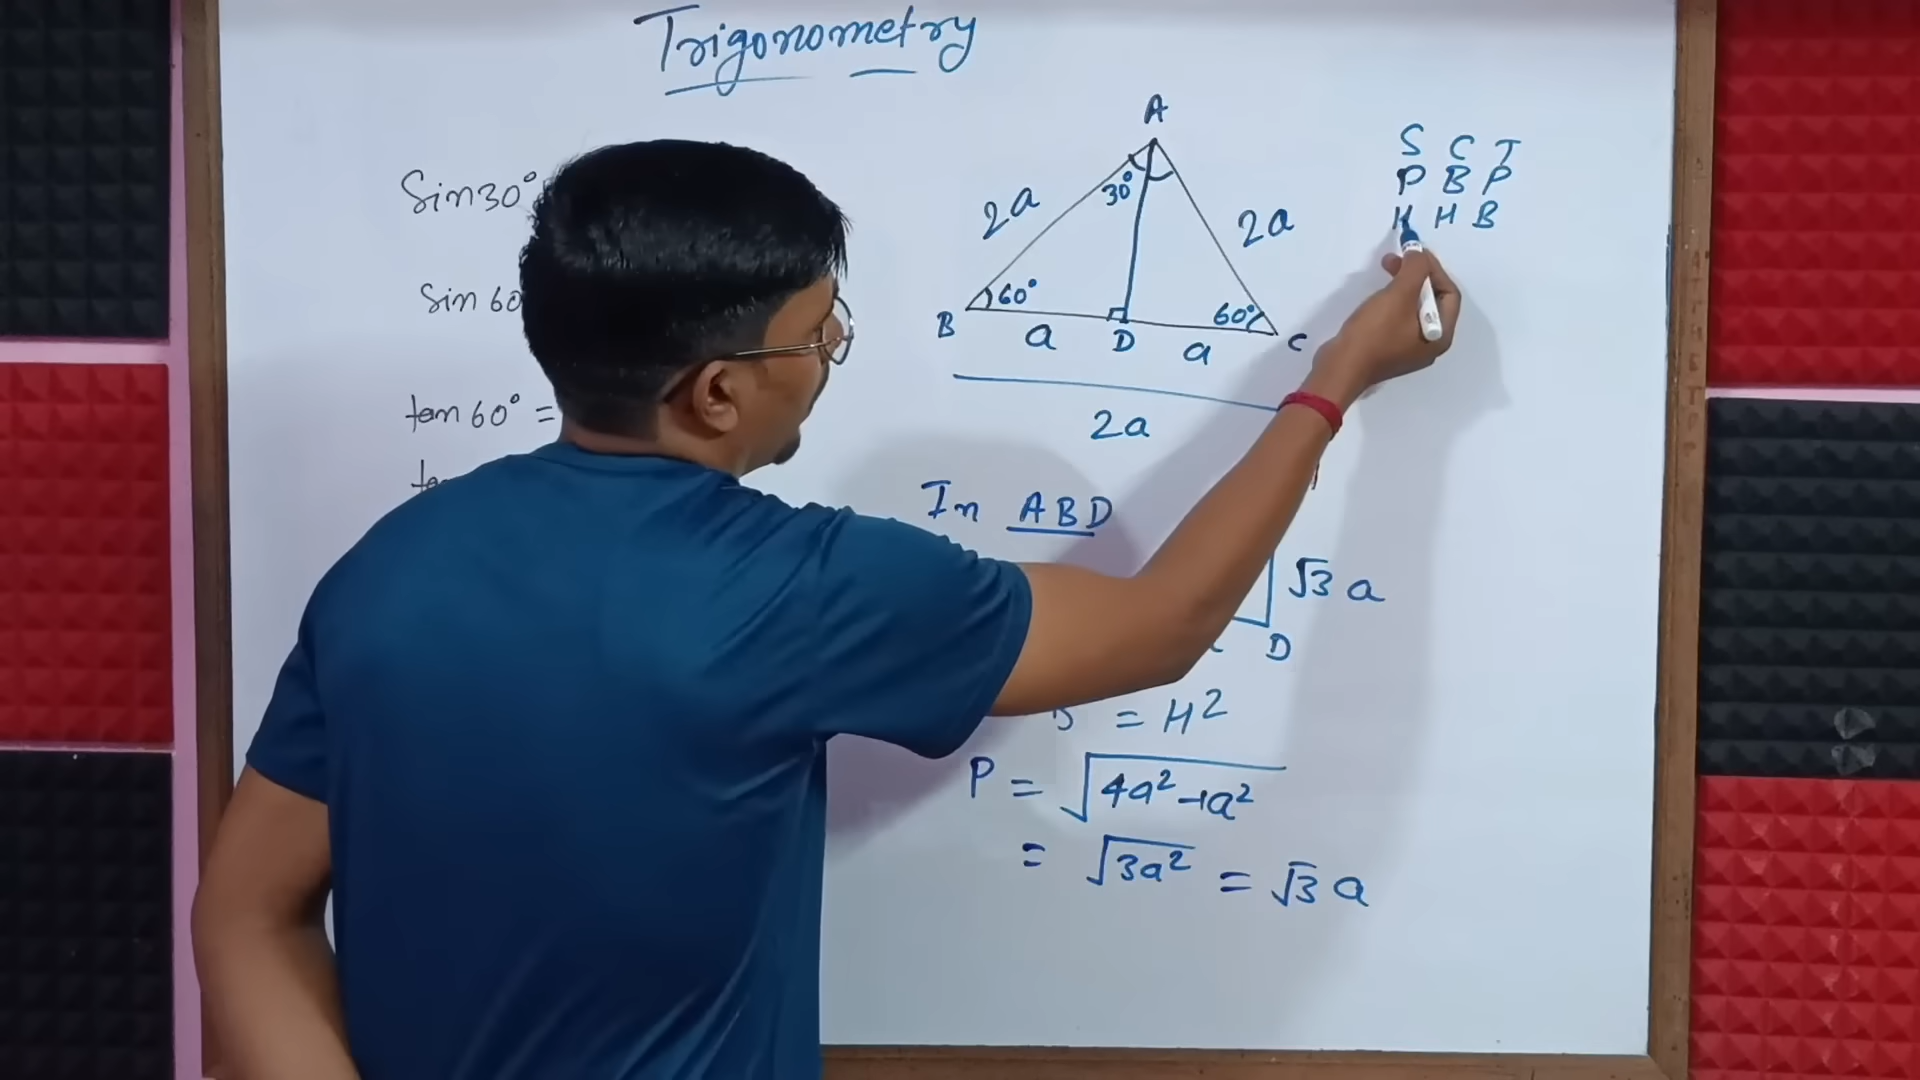 Trigonometry
Sin30°
Sin 60
tan 60° =
A
30°
2a
2a
60°
60°
B
a
D
a
C
2a
S C T
P B P
H H B
In ABD
√3 a
D
= H²
P = √4a² - 1a²
= √3a² = √3 a